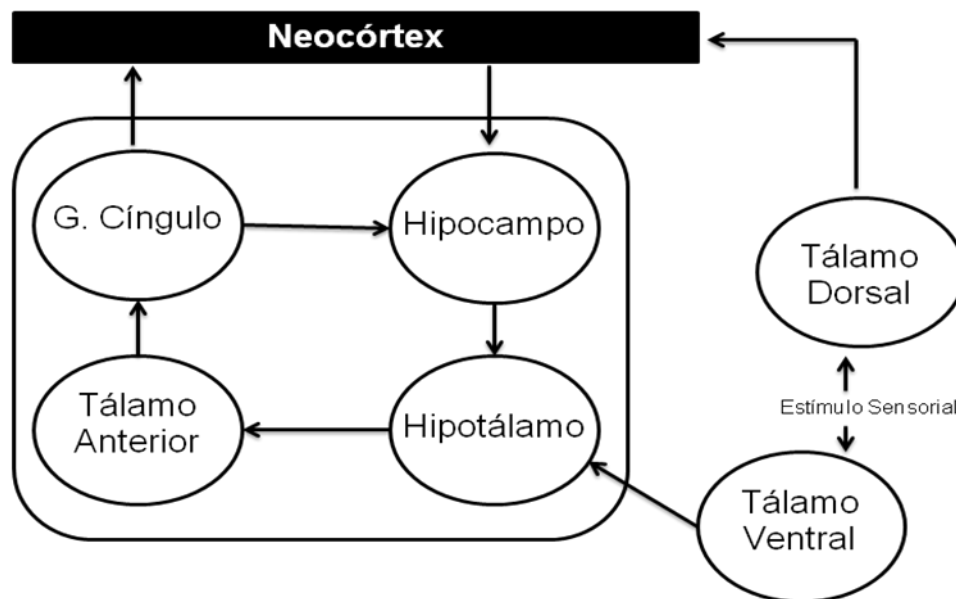 Neocórtex
G. Cíngulo
Hipocampo
Tálamo
Dorsal
Estímulo Sensorial
Tálamo
Anterior
Hipotálamo
Tálamo
Ventral